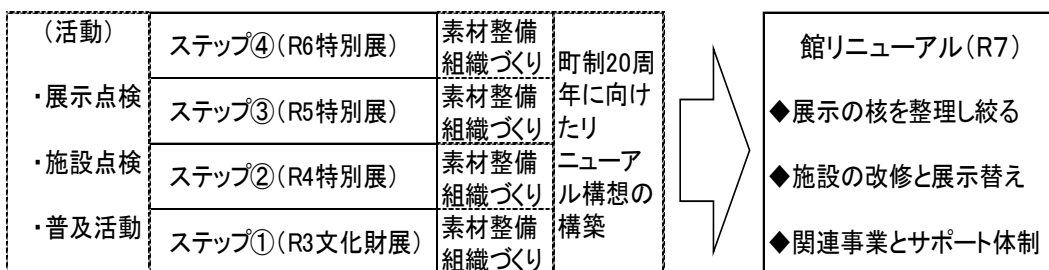 （活動）
・展示点検
・施設点検
・普及活動
ステップ④（R6特別展）
素材整備
組織づくり
ステップ③（R5特別展）
素材整備
組織づくり
ステップ②（R4特別展）
素材整備
組織づくり
ステップ①（R3文化財展）
素材整備
組織づくり
町制20周
年に向け
たリ
ニューア
ル構想の
構築
館リニューアル（R7）
◆展示の核を整理し絞る
◆施設の改修と展示替え
◆関連事業とサポート体制